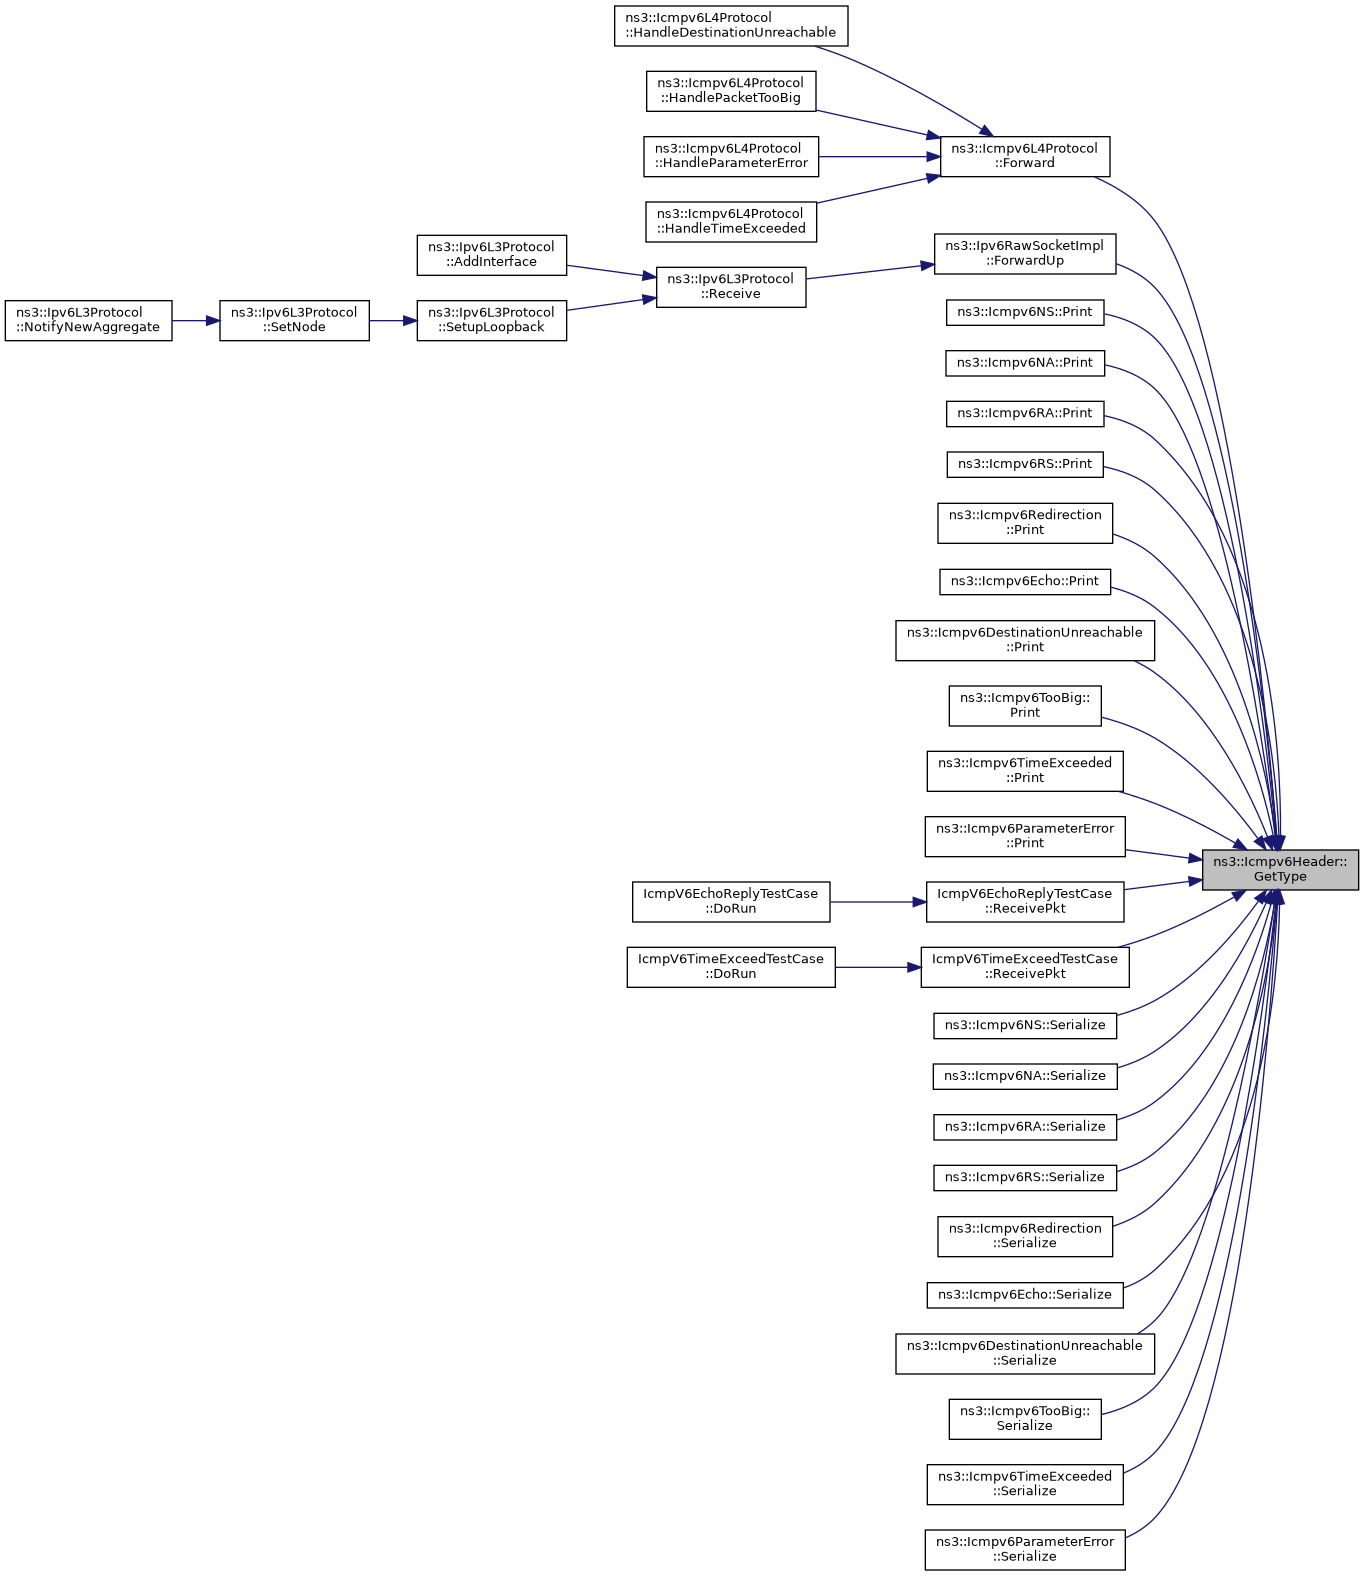 ns3::Icmpv6L4Protocol
::HandleDestinationUnreachable
ns3::Icmpv6L4Protocol
::HandlePacketTooBig
ns3::Icmpv6L4Protocol
::HandleParameterError
ns3::Icmpv6L4Protocol
::Forward
ns3::Icmpv6L4Protocol
::HandleTimeExceeded
ns3::Ipv6L3Protocol
::AddInterface
ns3::Ipv6RawSocketImpl
::ForwardUp
ns3::Ipv6L3Protocol
::Receive
ns3::Ipv6L3Protocol
::NotifyNewAggregate
ns3::Ipv6L3Protocol
::SetNode
ns3::Ipv6L3Protocol
::SetupLoopback
ns3::Icmpv6NS::Print
ns3::Icmpv6NA::Print
ns3::Icmpv6RA::Print
ns3::Icmpv6RS::Print
ns3::Icmpv6Redirection
::Print
ns3::Icmpv6Echo::Print
ns3::Icmpv6DestinationUnreachable
::Print
ns3::Icmpv6TooBig::
Print
ns3::Icmpv6TimeExceeded
::Print
ns3::Icmpv6ParameterError
::Print
ns3::Icmpv6Header::
GetType
IcmpV6EchoReplyTestCase
::DoRun
IcmpV6EchoReplyTestCase
::ReceivePkt
IcmpV6TimeExceedTestCase
::DoRun
IcmpV6TimeExceedTestCase
::ReceivePkt
ns3::Icmpv6NS::Serialize
ns3::Icmpv6NA::Serialize
ns3::Icmpv6RA::Serialize
ns3::Icmpv6RS::Serialize
ns3::Icmpv6Redirection
::Serialize
ns3::Icmpv6Echo::Serialize
ns3::Icmpv6DestinationUnreachable
::Serialize
ns3::Icmpv6TooBig::
Serialize
ns3::Icmpv6TimeExceeded
::Serialize
ns3::Icmpv6ParameterError
::Serialize